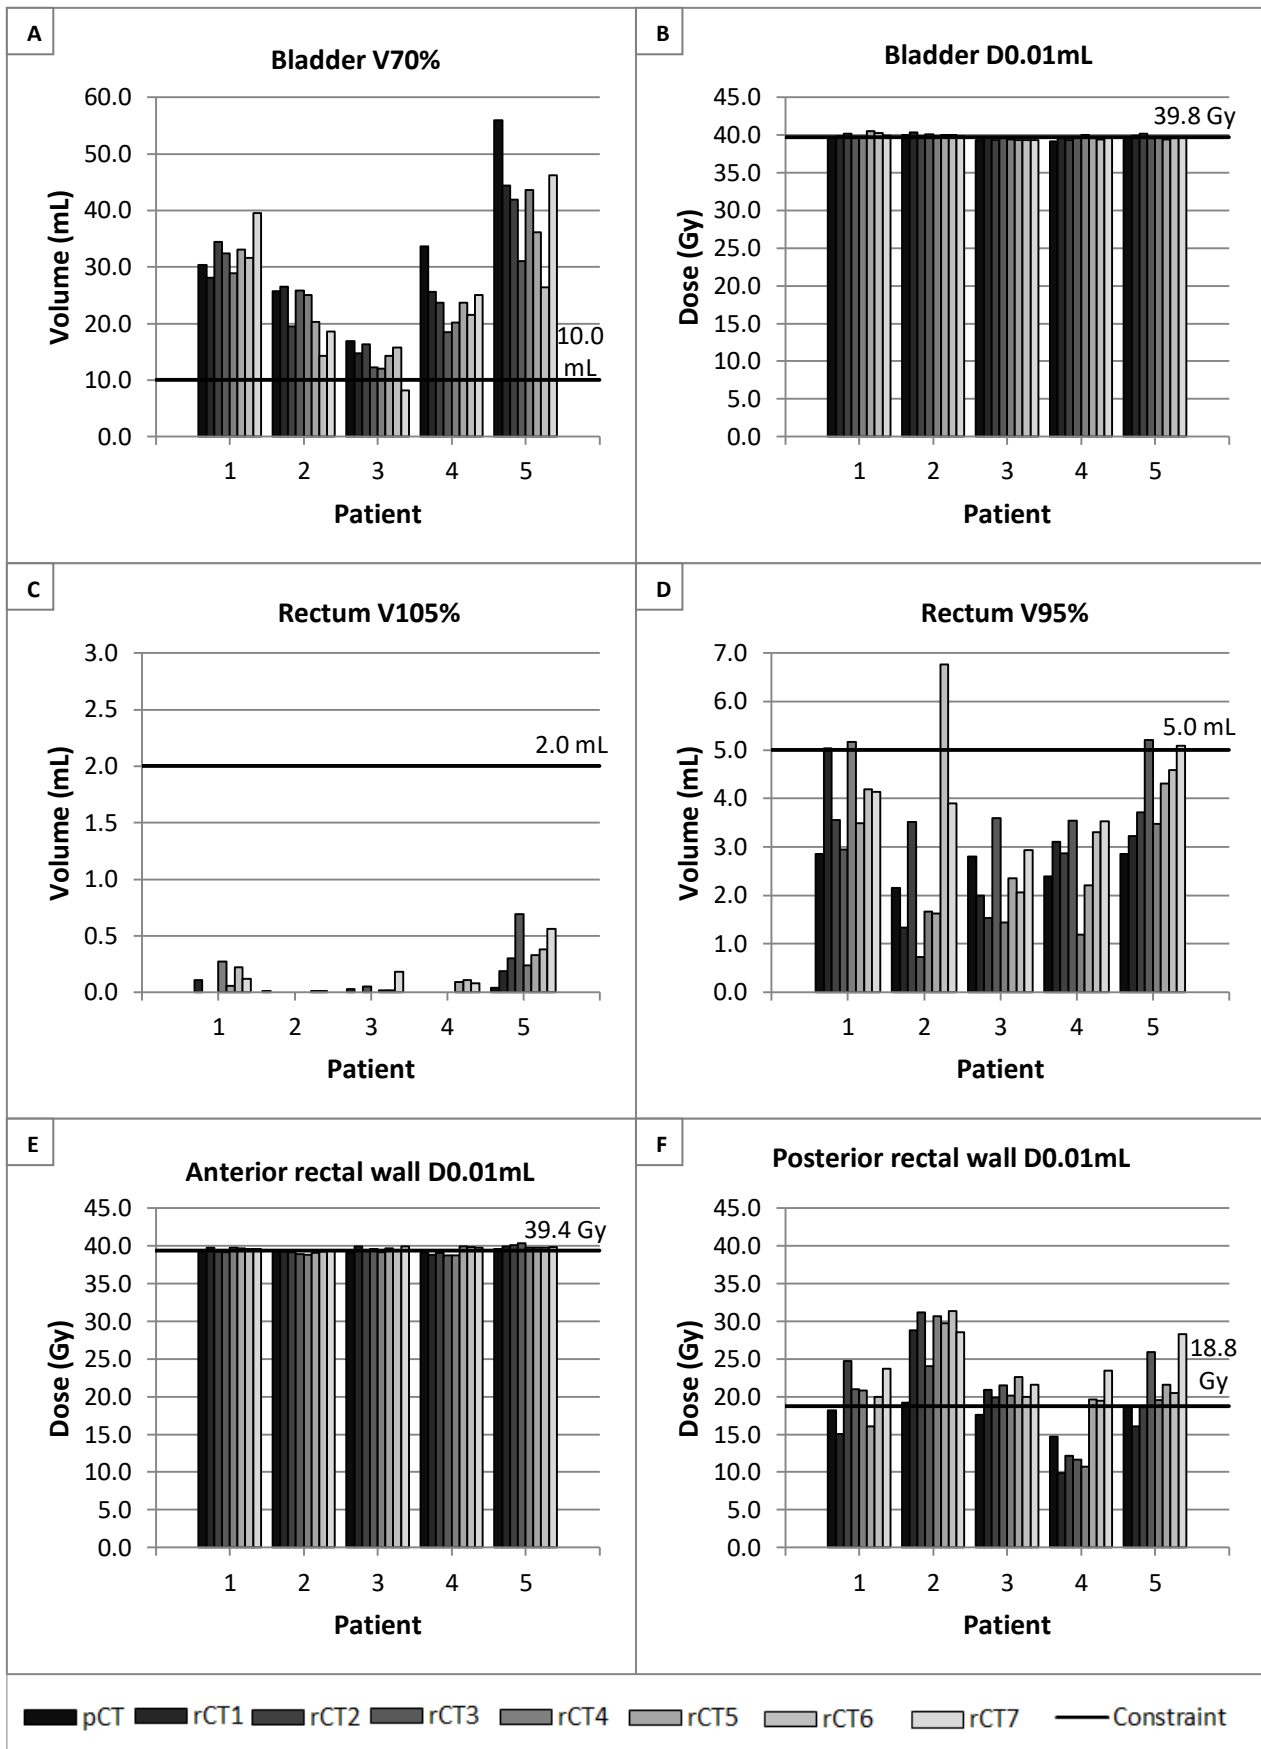 A
Bladder V70%
60.0
50.0
40.0
30.0
20.0
10.0
0.0
Volume (mL)
10.0
mL
1 2 3 4 5
Patient
B
Bladder D0.01mL
45.0
40.0
35.0
30.0
25.0
20.0
15.0
10.0
5.0
0.0
Dose (Gy)
39.8 Gy
1 2 3 4 5
Patient
C
Rectum V105%
3.0
2.5
2.0
1.5
1.0
0.5
0.0
Volume (mL)
2.0 mL
1 2 3 4 5
Patient
D
Rectum V95%
7.0
6.0
5.0
4.0
3.0
2.0
1.0
0.0
Volume (mL)
5.0 mL
1 2 3 4 5
Patient
E
Anterior rectal wall D0.01mL
45.0
40.0
35.0
30.0
25.0
20.0
15.0
10.0
5.0
0.0
Dose (Gy)
39.4 Gy
1 2 3 4 5
Patient
F
Posterior rectal wall D0.01mL
45.0
40.0
35.0
30.0
25.0
20.0
15.0
10.0
5.0
0.0
Dose (Gy)
18.8
Gy
1 2 3 4 5
Patient
pCT rCT1 rCT2 rCT3 rCT4 rCT5 rCT6 rCT7 Constraint